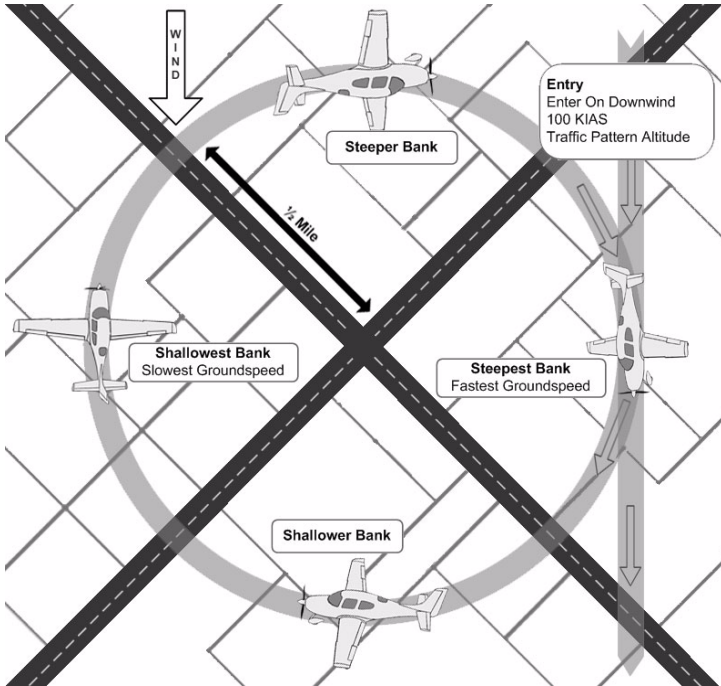 WIND
Entry
Enter On Downwind
100 KIAS
Traffic Pattern Altitude
Steeper Bank
½ Mile
Shallowest Bank
Slowest Groundspeed
Steepest Bank
Fastest Groundspeed
Shallower Bank